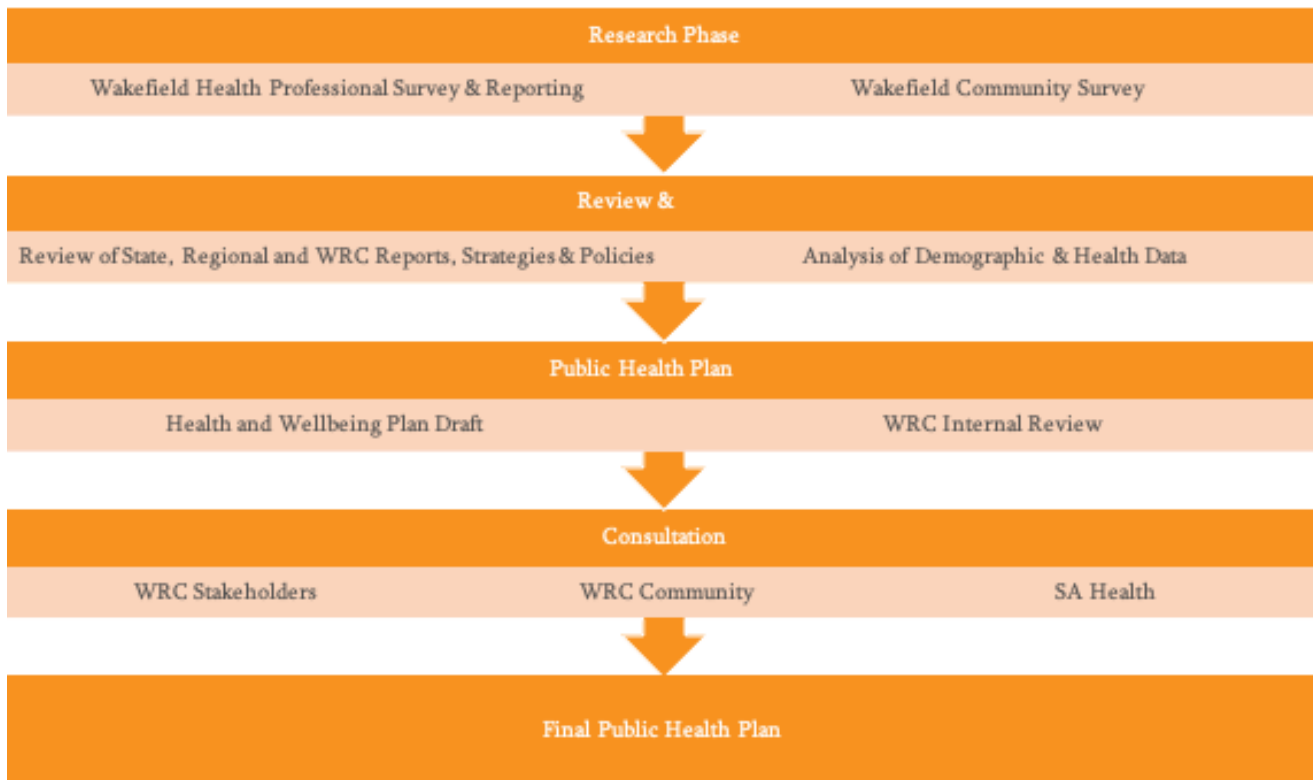 Research Phase
Wakefield Health Professional Survey & Reporting
Wakefield Community Survey
Review &
Review of State, Regional and WRC Reports, Strategies & Policies
Analysis of Demographic & Health Data
Public Health Plan
Health and Wellbeing Plan Draft
WRC Internal Review
Consultation
WRC Stakeholders
WRC Community
SA Health
Final Public Health Plan